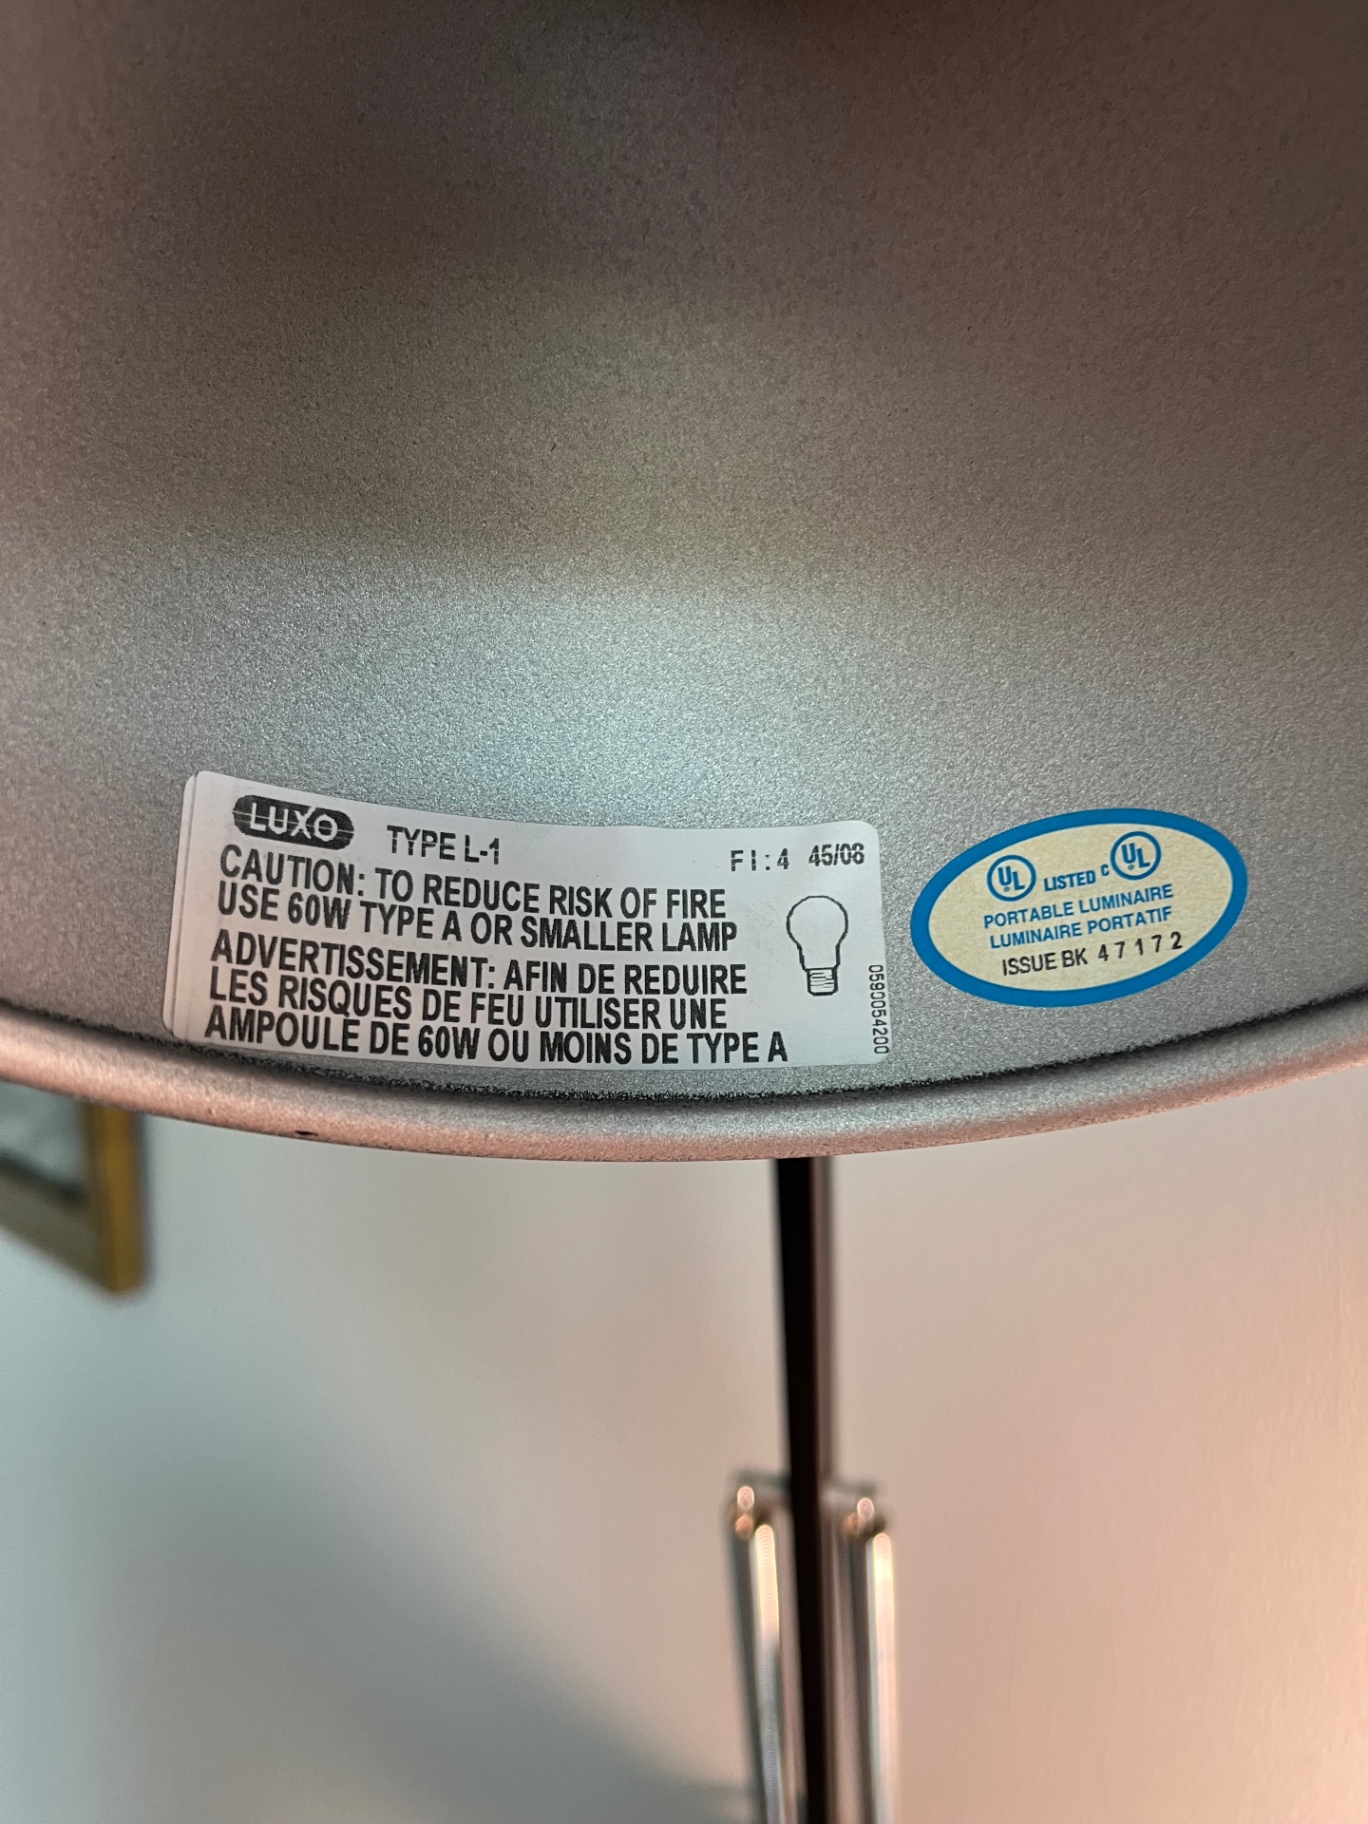 LUXO TYPE L-1 FI:4 45/08
CAUTION: TO REDUCE RISK OF FIRE
USE 60W TYPE A OR SMALLER LAMP
ADVERTISSEMENT: AFIN DE REDUIRE
LES RISQUES DE FEU UTILISER UNE
AMPOULE DE 60W OU MOINS DE TYPE A
0590054200
UL LISTED C UL
PORTABLE LUMINAIRE
LUMINAIRE PORTATIF
ISSUE BK 47172